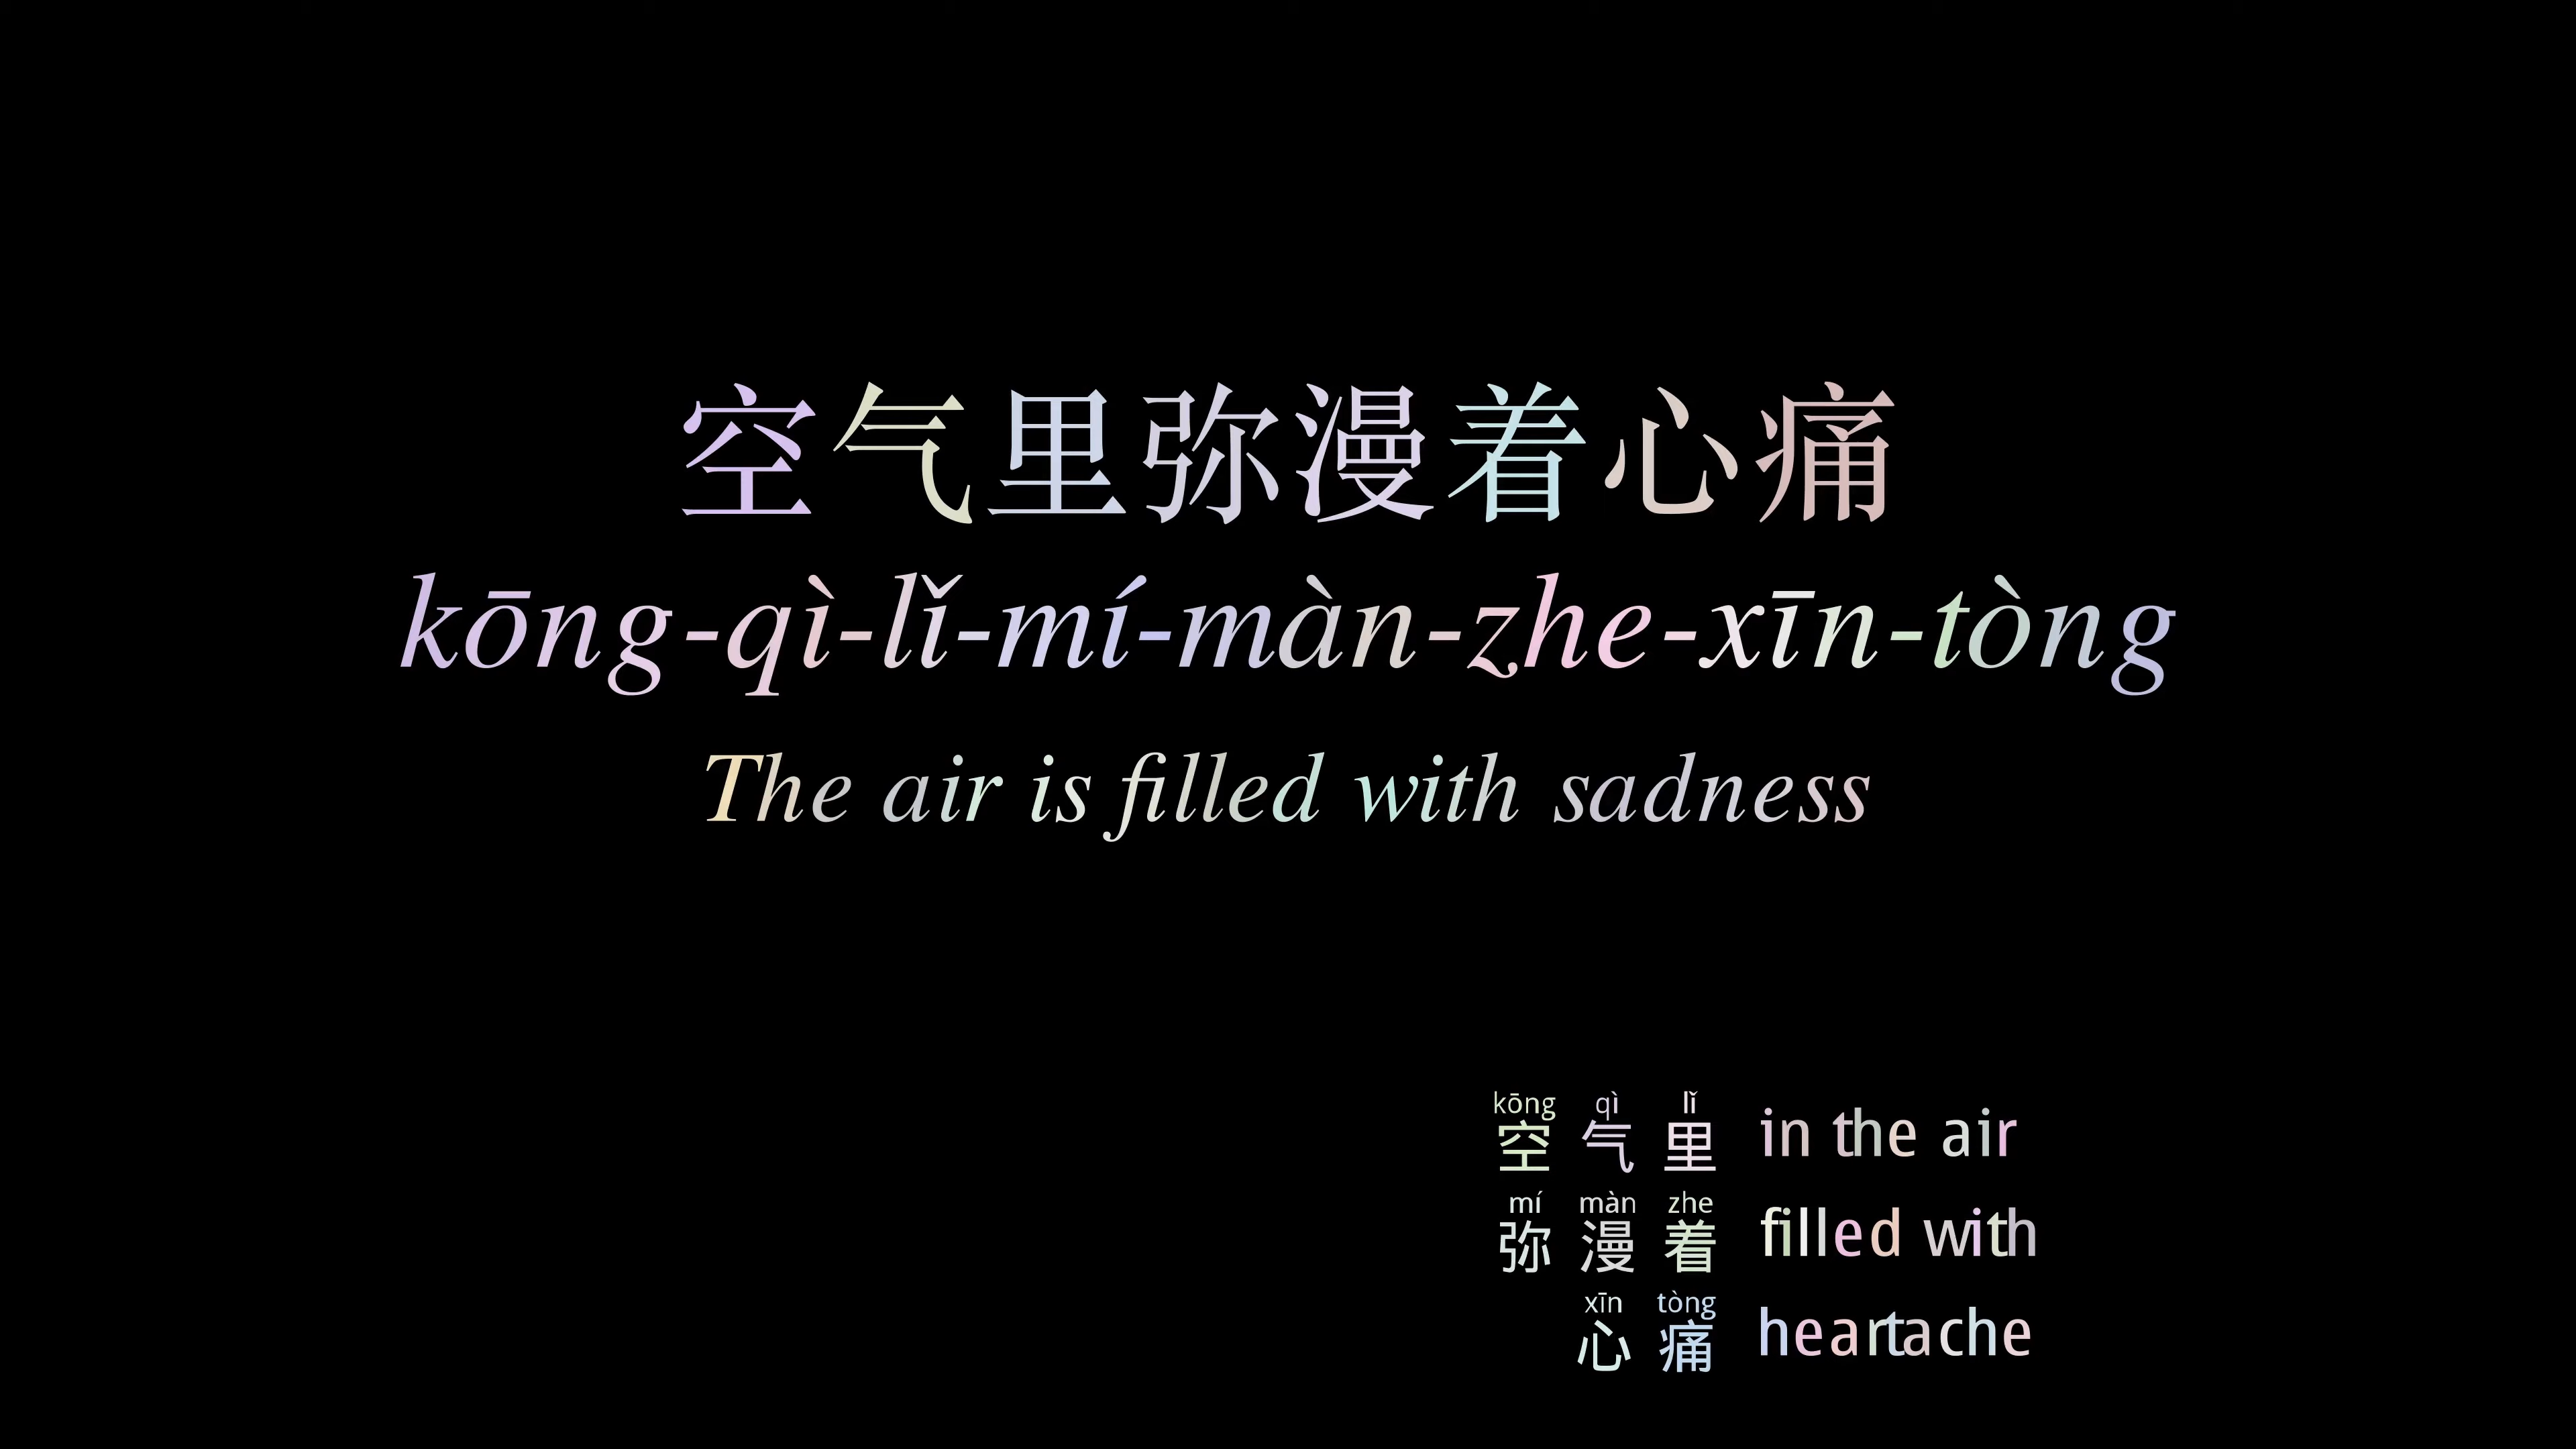 空气里弥漫着心痛
kōng-qì-lǐ-mí-màn-zhe-xīn-tòng
The air is filled with sadness
kōng qì lǐ
空 气 里 in the air
mí màn zhe
弥 漫 着 filled with
xīn tòng
心 痛 heartache